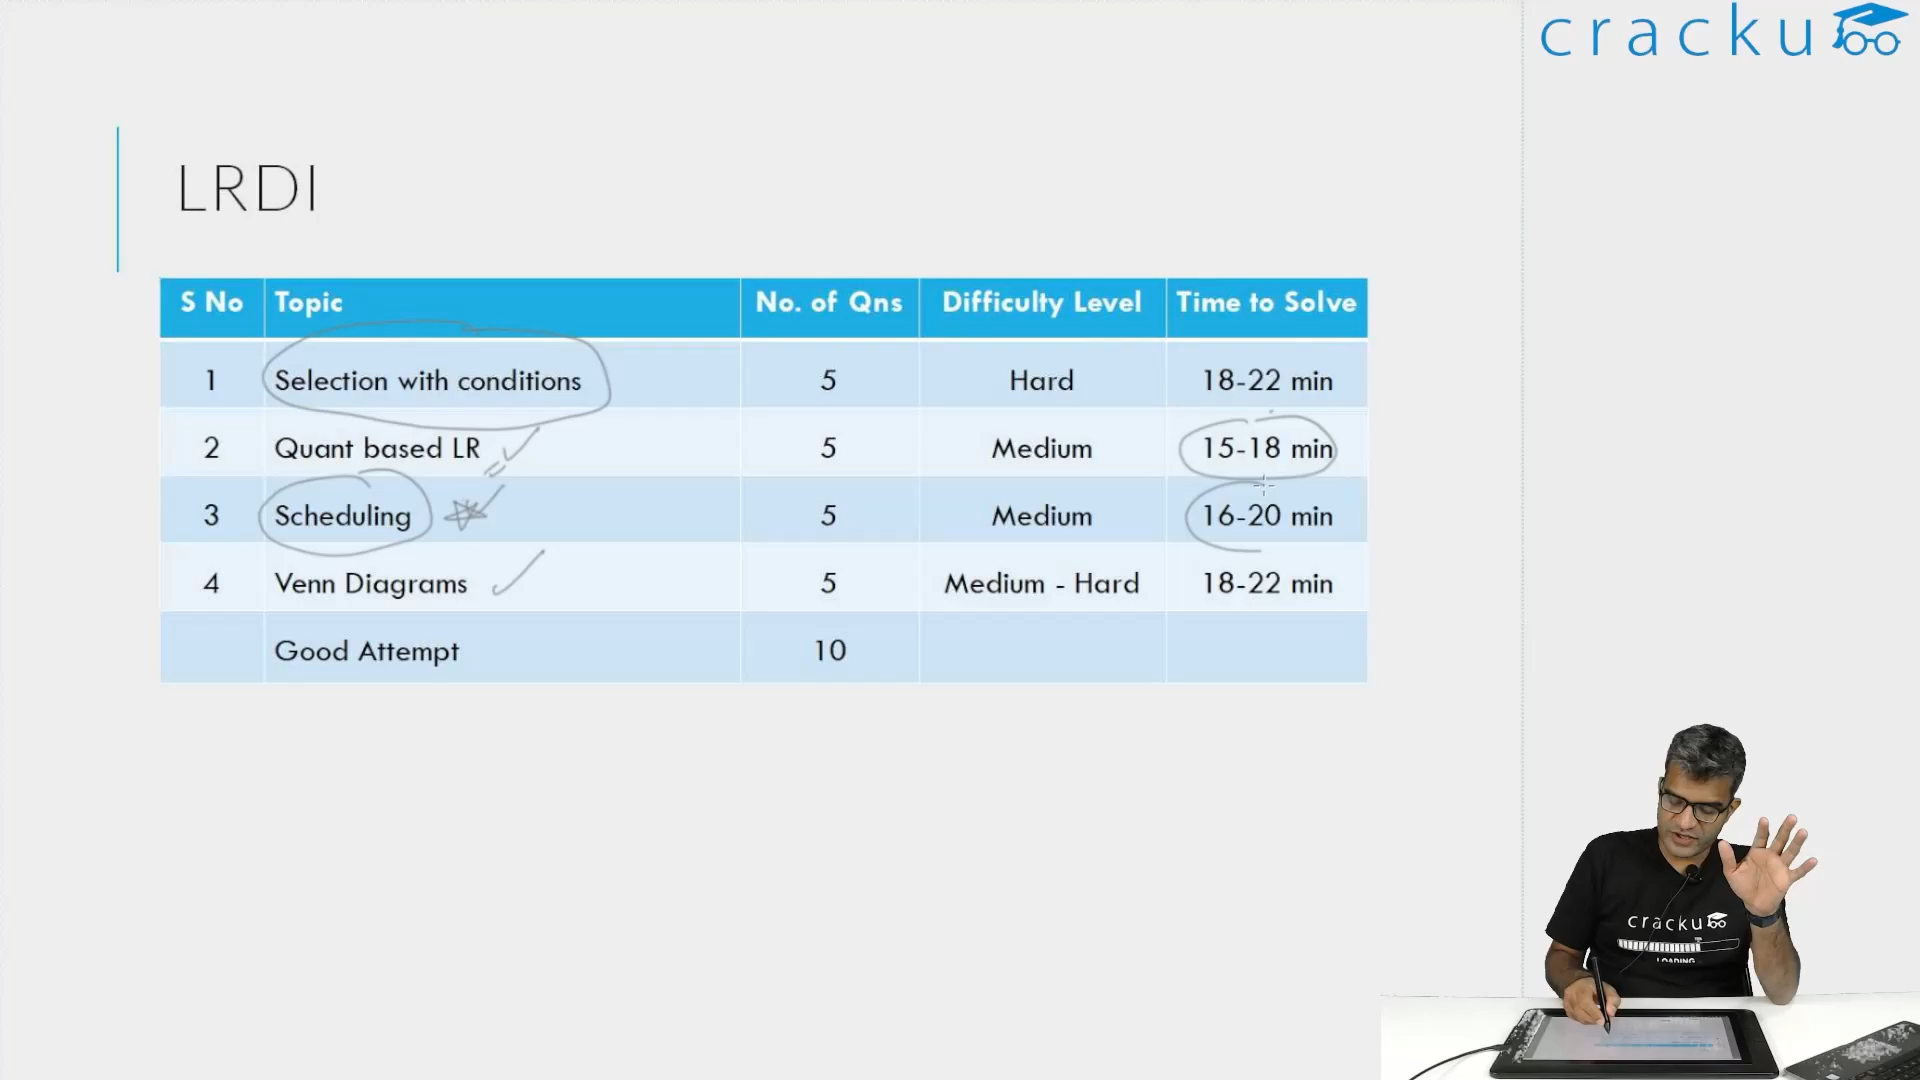 cracku
LRDI
S No Topic No. of Qns Difficulty Level Time to Solve
1 Selection with conditions 5 Hard 18-22 min
2 Quant based LR 5 Medium 15-18 min
3 Scheduling 5 Medium 16-20 min
4 Venn Diagrams 5 Medium - Hard 18-22 min
Good Attempt 10
cracku
LOADING